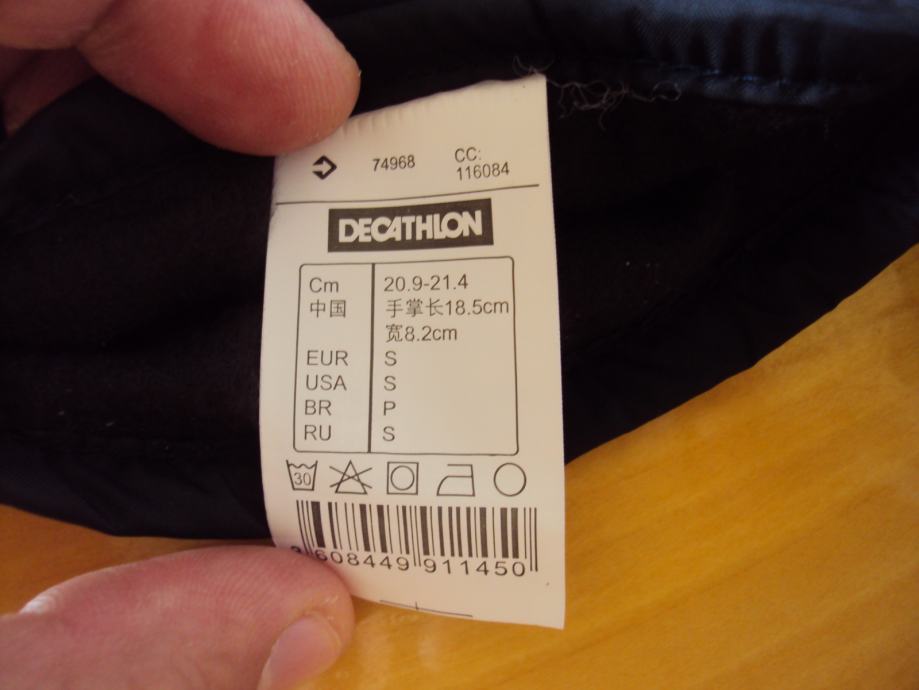 74968 CC:
116084
DECATHLON
Cm 20.9-21.4
中国 手掌长18.5cm
宽8.2cm
EUR S
USA S
BR P
RU S
30
3 608449 911450